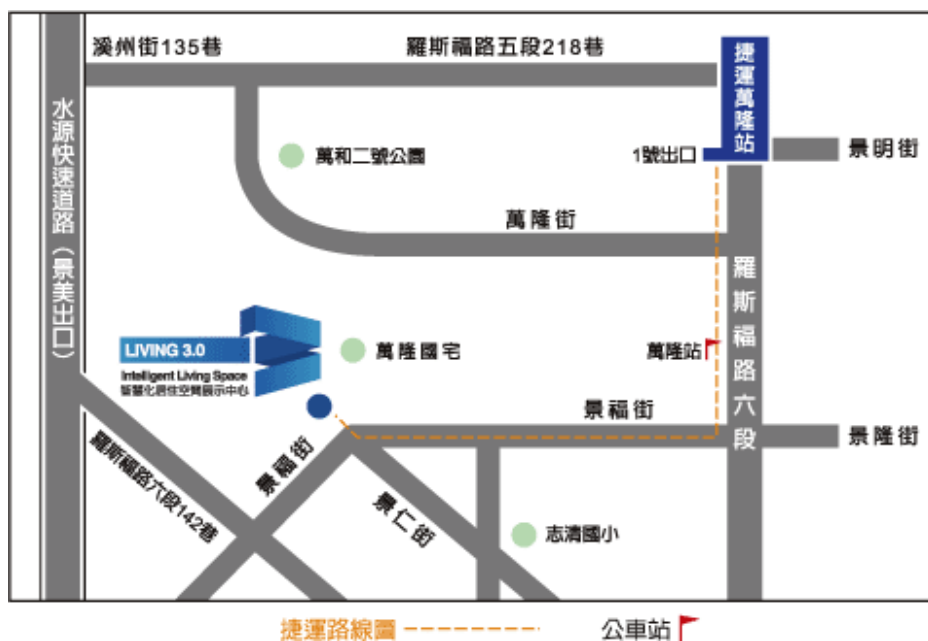 溪州街135巷
羅斯福路五段218巷
捷運萬隆站
水源快速道路（景美出口）
萬和二號公園
1號出口
景明街
萬隆街
羅斯福路六段
LIVING 3.0
Intelligent Living Space
智慧化居住空間展示中心
萬隆國宅
萬隆站
景福街
景隆街
羅斯福路六段142巷
景福街
景仁街
志清國小
捷運路線圖
公車站